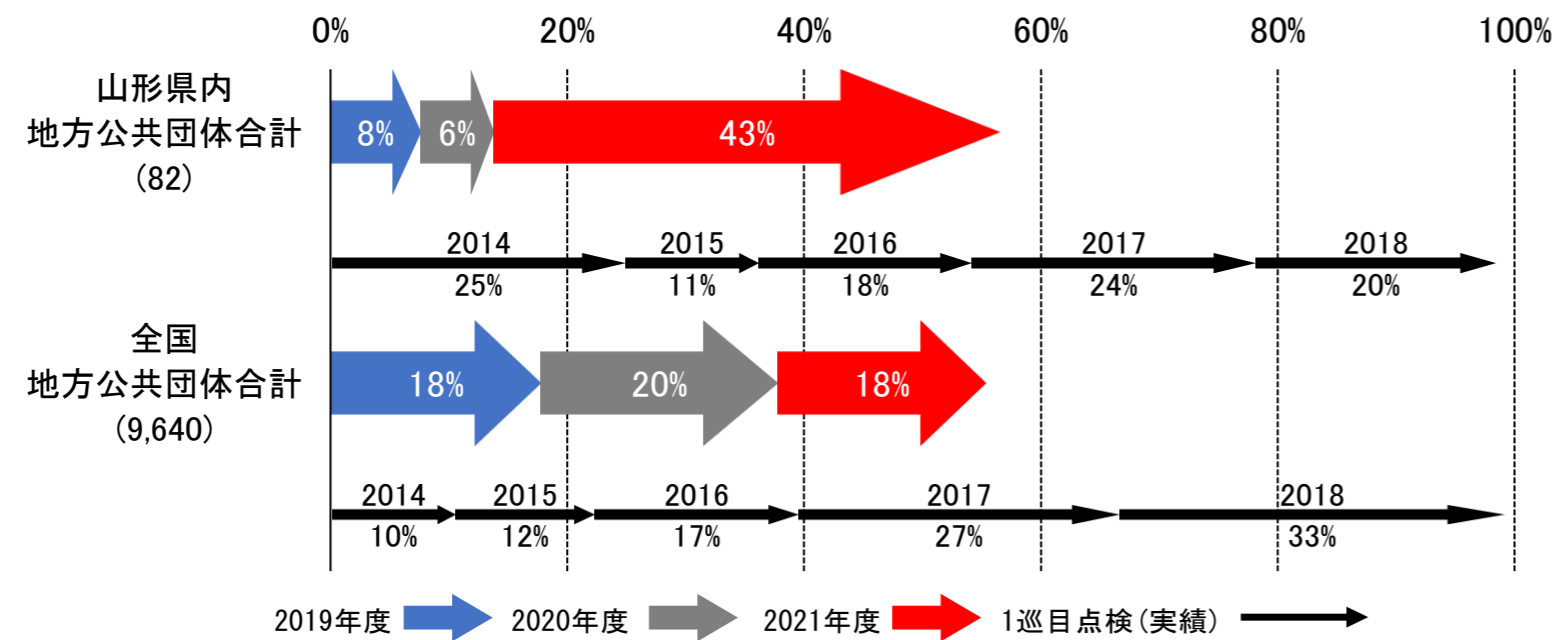 0% 20% 40% 60% 80% 100%
山形県内
地方公共団体合計
(82)
8% 6% 43%
2014 2015 2016 2017 2018
25% 11% 18% 24% 20%
全国
地方公共団体合計
(9,640)
18% 20% 18%
2014 2015 2016 2017 2018
10% 12% 17% 27% 33%
2019年度 2020年度 2021年度 1巡目点検(実績)